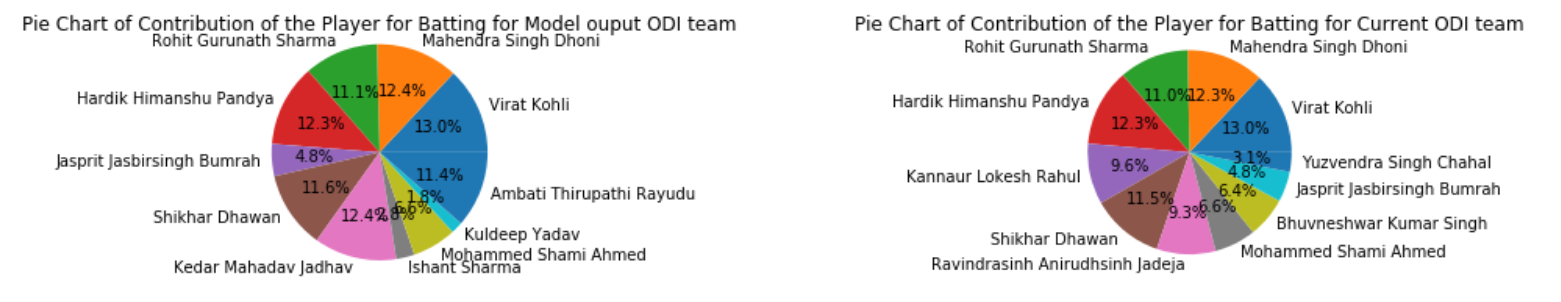 Pie Chart of Contribution of the Player for Batting for Model ouput ODI team
Rohit Gurunath Sharma
Mahendra Singh Dhoni
Hardik Himanshu Pandya
Virat Kohli
Jasprit Jasbirsingh Bumrah
Shikhar Dhawan
Ambati Thirupathi Rayudu
Kuldeep Yadav
Mohammed Shami Ahmed
Kedar Mahadav Jadhav
Ishant Sharma
11.1%
12.4%
12.3%
13.0%
4.8%
11.4%
11.6%
1.8%
6.6%
12.4%
2.8%
Pie Chart of Contribution of the Player for Batting for Current ODI team
Rohit Gurunath Sharma
Mahendra Singh Dhoni
Hardik Himanshu Pandya
Virat Kohli
Kannaur Lokesh Rahul
Yuzvendra Singh Chahal
Jasprit Jasbirsingh Bumrah
Bhuvneshwar Kumar Singh
Shikhar Dhawan
Mohammed Shami Ahmed
Ravindrasinh Anirudhsinh Jadeja
11.0%
12.3%
12.3%
13.0%
9.6%
3.1%
4.8%
6.4%
11.5%
6.6%
9.3%